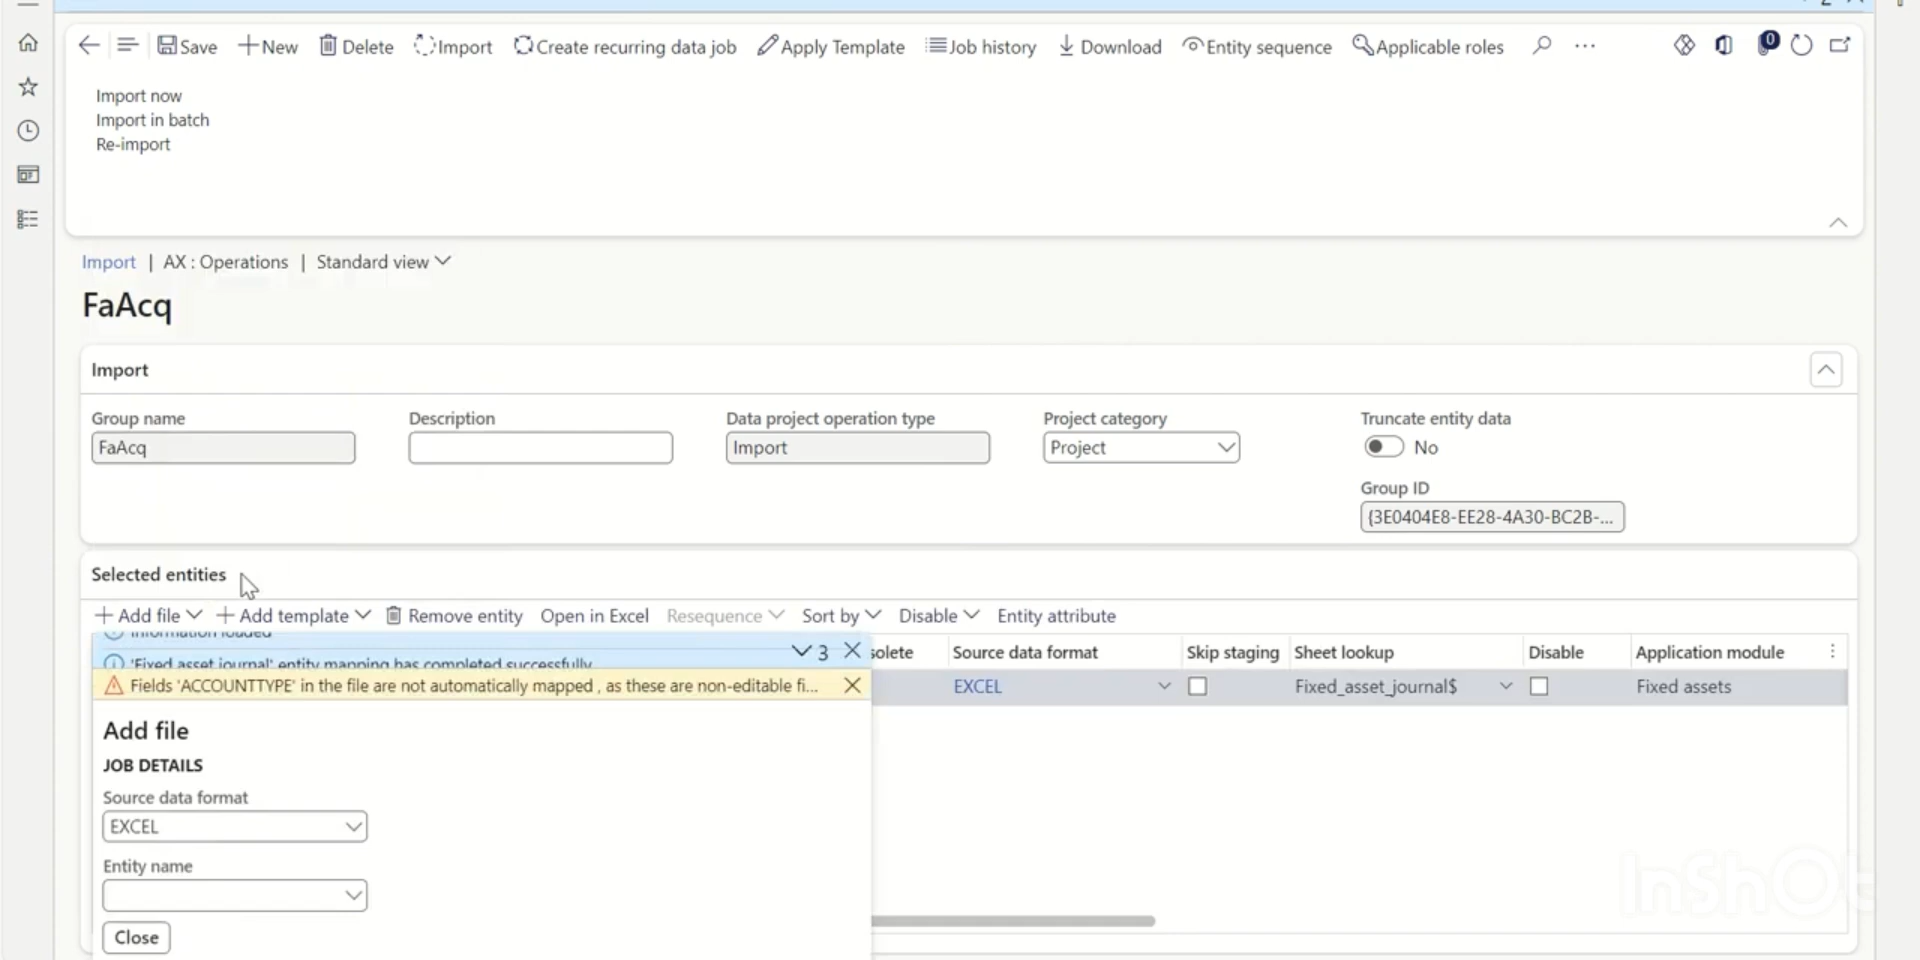 2
Save New Delete Import Create recurring data job Apply Template Job history Download Entity sequence Applicable roles ... 0
Import now
Import in batch
Re-import
Import | AX : Operations | Standard view
FaAcq
Import
Group name Description Data project operation type Project category Truncate entity data
FaAcq Import Project No
Group ID
{3E0404E8-EE28-4A30-BC2B-...
Selected entities
+ Add file + Add template Remove entity Open in Excel Resequence Sort by Disable Entity attribute
Information loaded
'Fixed asset journal' entity mapping has completed successfully 3 solete Source data format Skip staging Sheet lookup Disable Application module
Fields 'ACCOUNTTYPE' in the file are not automatically mapped , as these are non-editable fi... EXCEL Fixed_asset_journal$ Fixed assets
Add file
JOB DETAILS
Source data format
EXCEL
Entity name
Close
InShOt